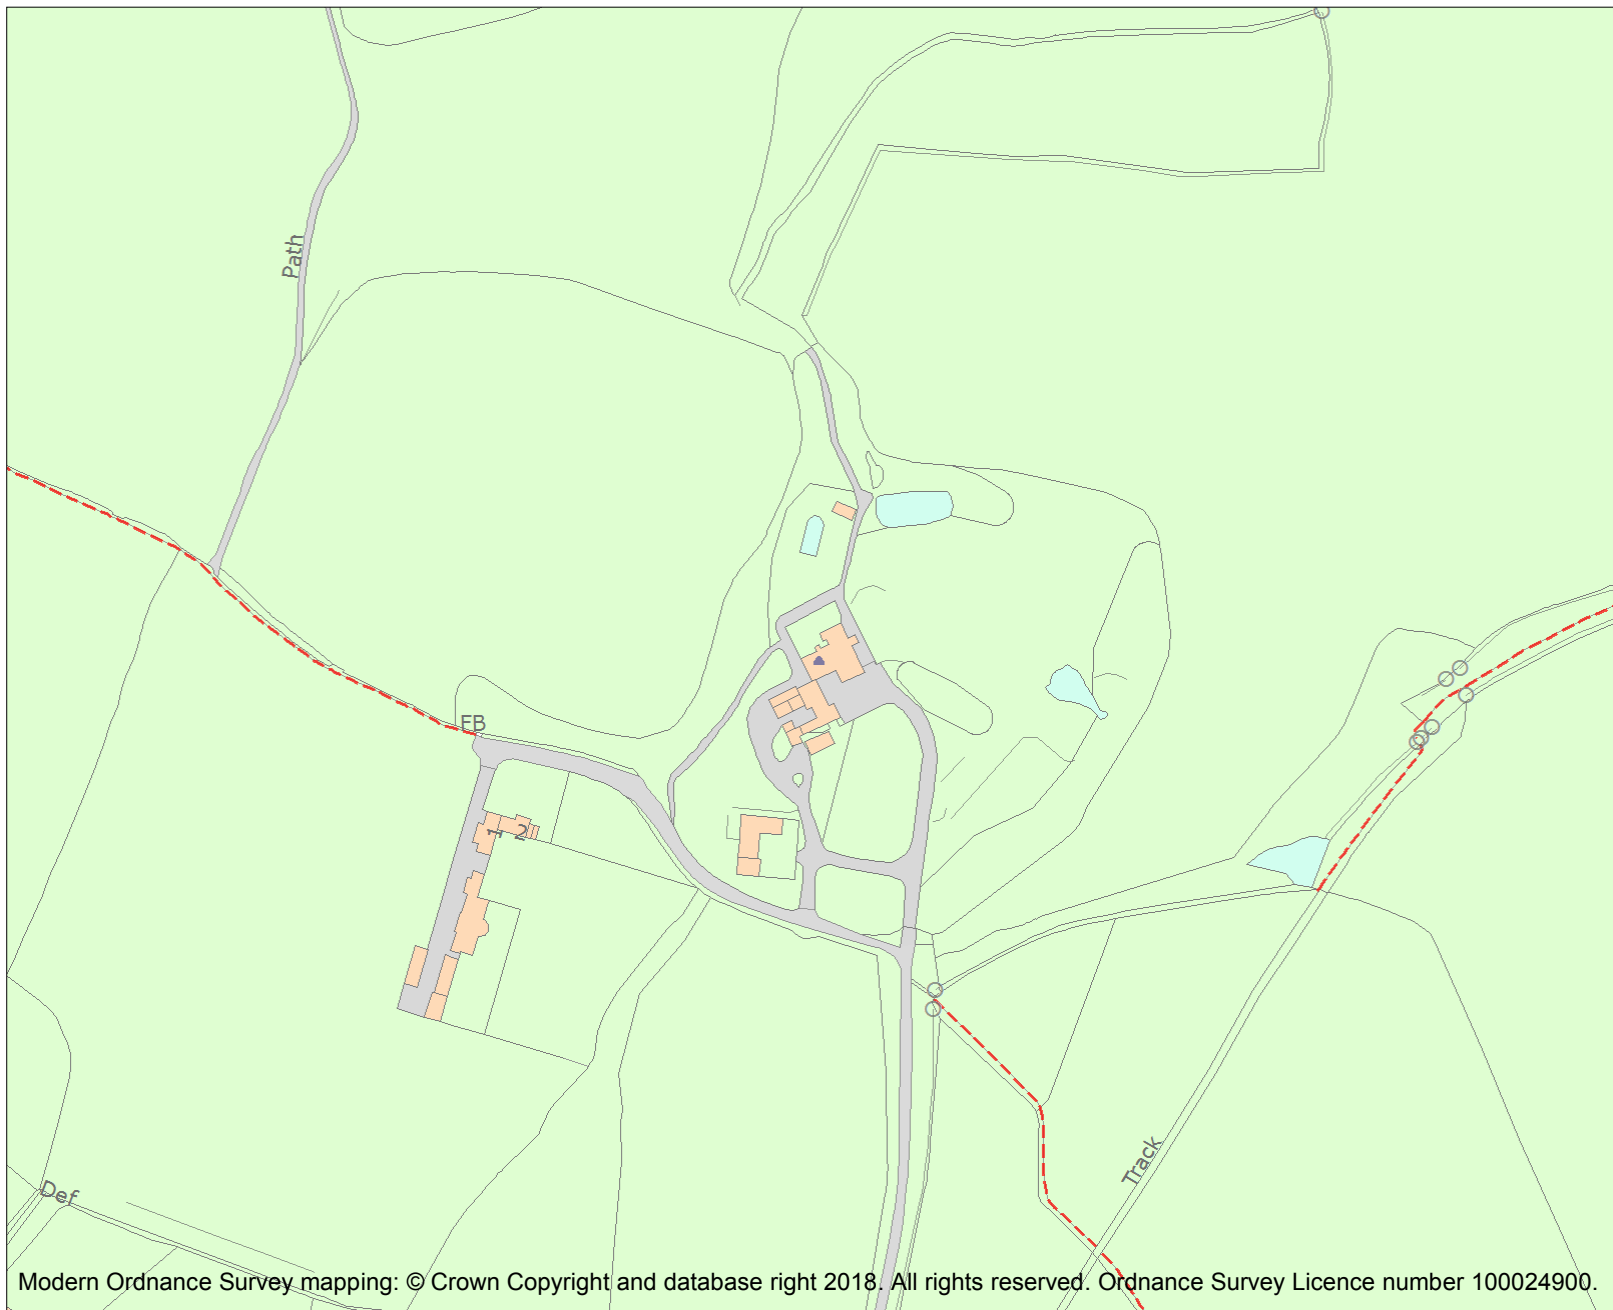 Path
FB
1 2
Track
Def
Modern Ordnance Survey mapping: © Crown Copyright and database right 2018. All rights reserved. Ordnance Survey Licence number 100024900.